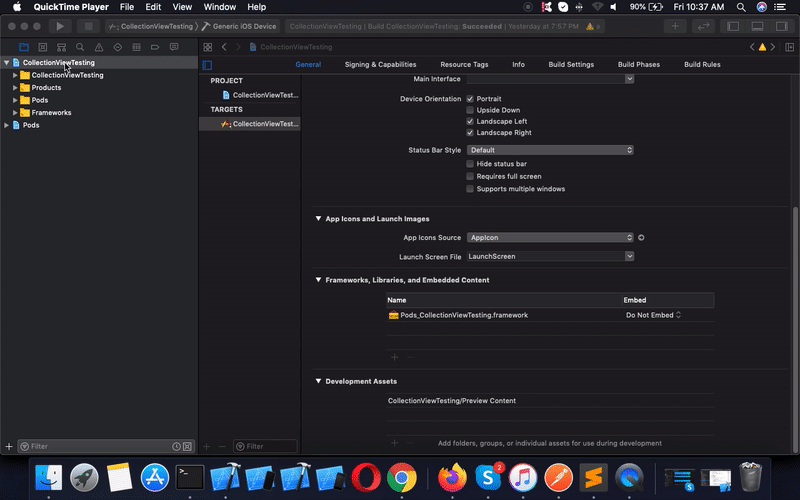 QuickTime Player File Edit View Window Help 90% Fri 10:37 AM
CollectionViewTesting Generic iOS Device CollectionViewTesting | Build CollectionViewTesting: Succeeded | Yesterday at 7:57 PM 6
CollectionViewTesting
CollectionViewTesting
CollectionViewTesting
Products
Pods
Frameworks
Pods
Filter
General Signing & Capabilities Resource Tags Info Build Settings Build Phases Build Rules
PROJECT
CollectionViewTest...
TARGETS
CollectionViewTest...
Filter
Main Interface
Device Orientation Portrait
Upside Down
Landscape Left
Landscape Right
Status Bar Style Default
Hide status bar
Requires full screen
Supports multiple windows
App Icons and Launch Images
App Icons Source AppIcon
Launch Screen File LaunchScreen
Frameworks, Libraries, and Embedded Content
Name Embed
Pods_CollectionViewTesting.framework Do Not Embed
Development Assets
CollectionViewTesting/Preview Content
Add folders, groups, or individual assets for use during development
2